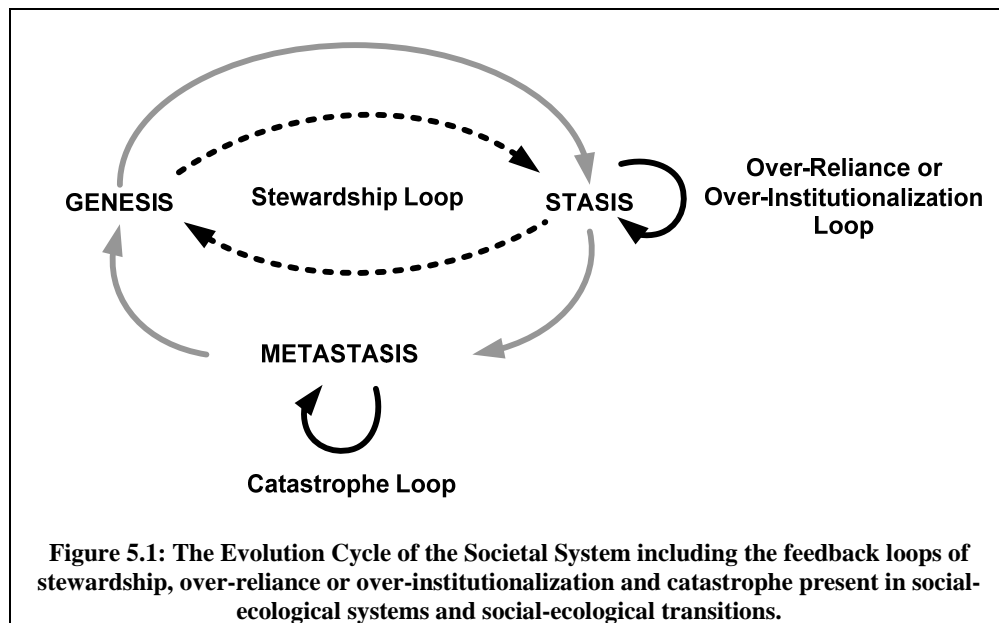 Over-Reliance or
Over-Institutionalization
Loop
GENESIS
Stewardship Loop
STASIS
METASTASIS
Catastrophe Loop
Figure 5.1: The Evolution Cycle of the Societal System including the feedback loops of
stewardship, over-reliance or over-institutionalization and catastrophe present in social-
ecological systems and social-ecological transitions.